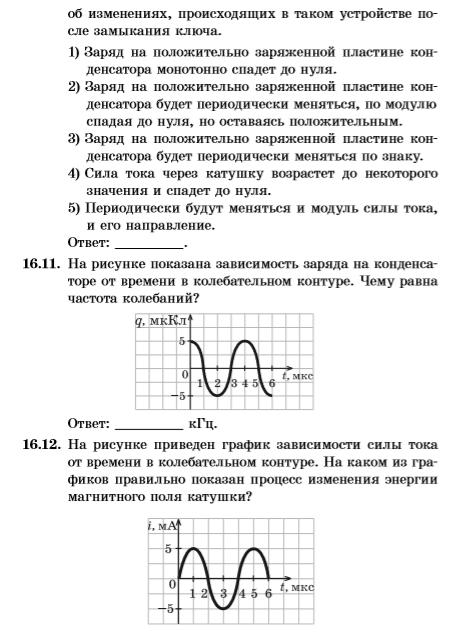 об изменениях, происходящих в таком устройстве по-
сле замыкания ключа.
1) Заряд на положительно заряженной пластине кон-
денсатора монотонно спадет до нуля.
2) Заряд на положительно заряженной пластине кон-
денсатора будет периодически меняться, по модулю
спадая до нуля, но оставаясь положительным.
3) Заряд на положительно заряженной пластине кон-
денсатора будет периодически меняться по знаку.
4) Сила тока через катушку возрастет до некоторого
значения и спадет до нуля.
5) Периодически будут меняться и модуль силы тока,
и его направление.
Ответ: __________.
16.11. На рисунке показана зависимость заряда на конденса-
торе от времени в колебательном контуре. Чему равна
частота колебаний?
q, мкКл
5
0
1 2 3 4 5 6 t, мкс
−5
Ответ: __________ кГц.
16.12. На рисунке приведен график зависимости силы тока
от времени в колебательном контуре. На каком из гра-
фиков правильно показан процесс изменения энергии
магнитного поля катушки?
i, мА
5
0
1 2 3 4 5 6 t, мкс
−5